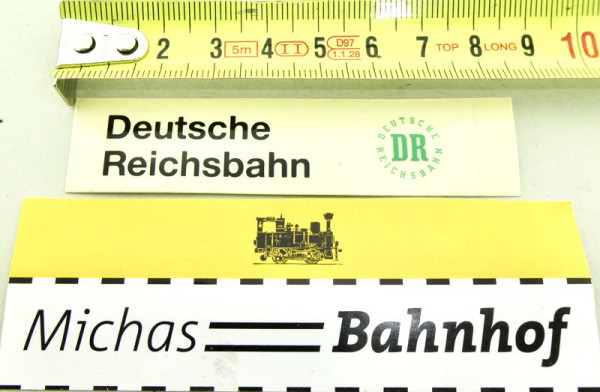 2 3 5m 4 II 5 D97 1.1.28 6 7 TOP 8 LONG 9 10
Deutsche
Reichsbahn
DEUTSCHE
DR
REICHSBAHN
Michas Bahnhof